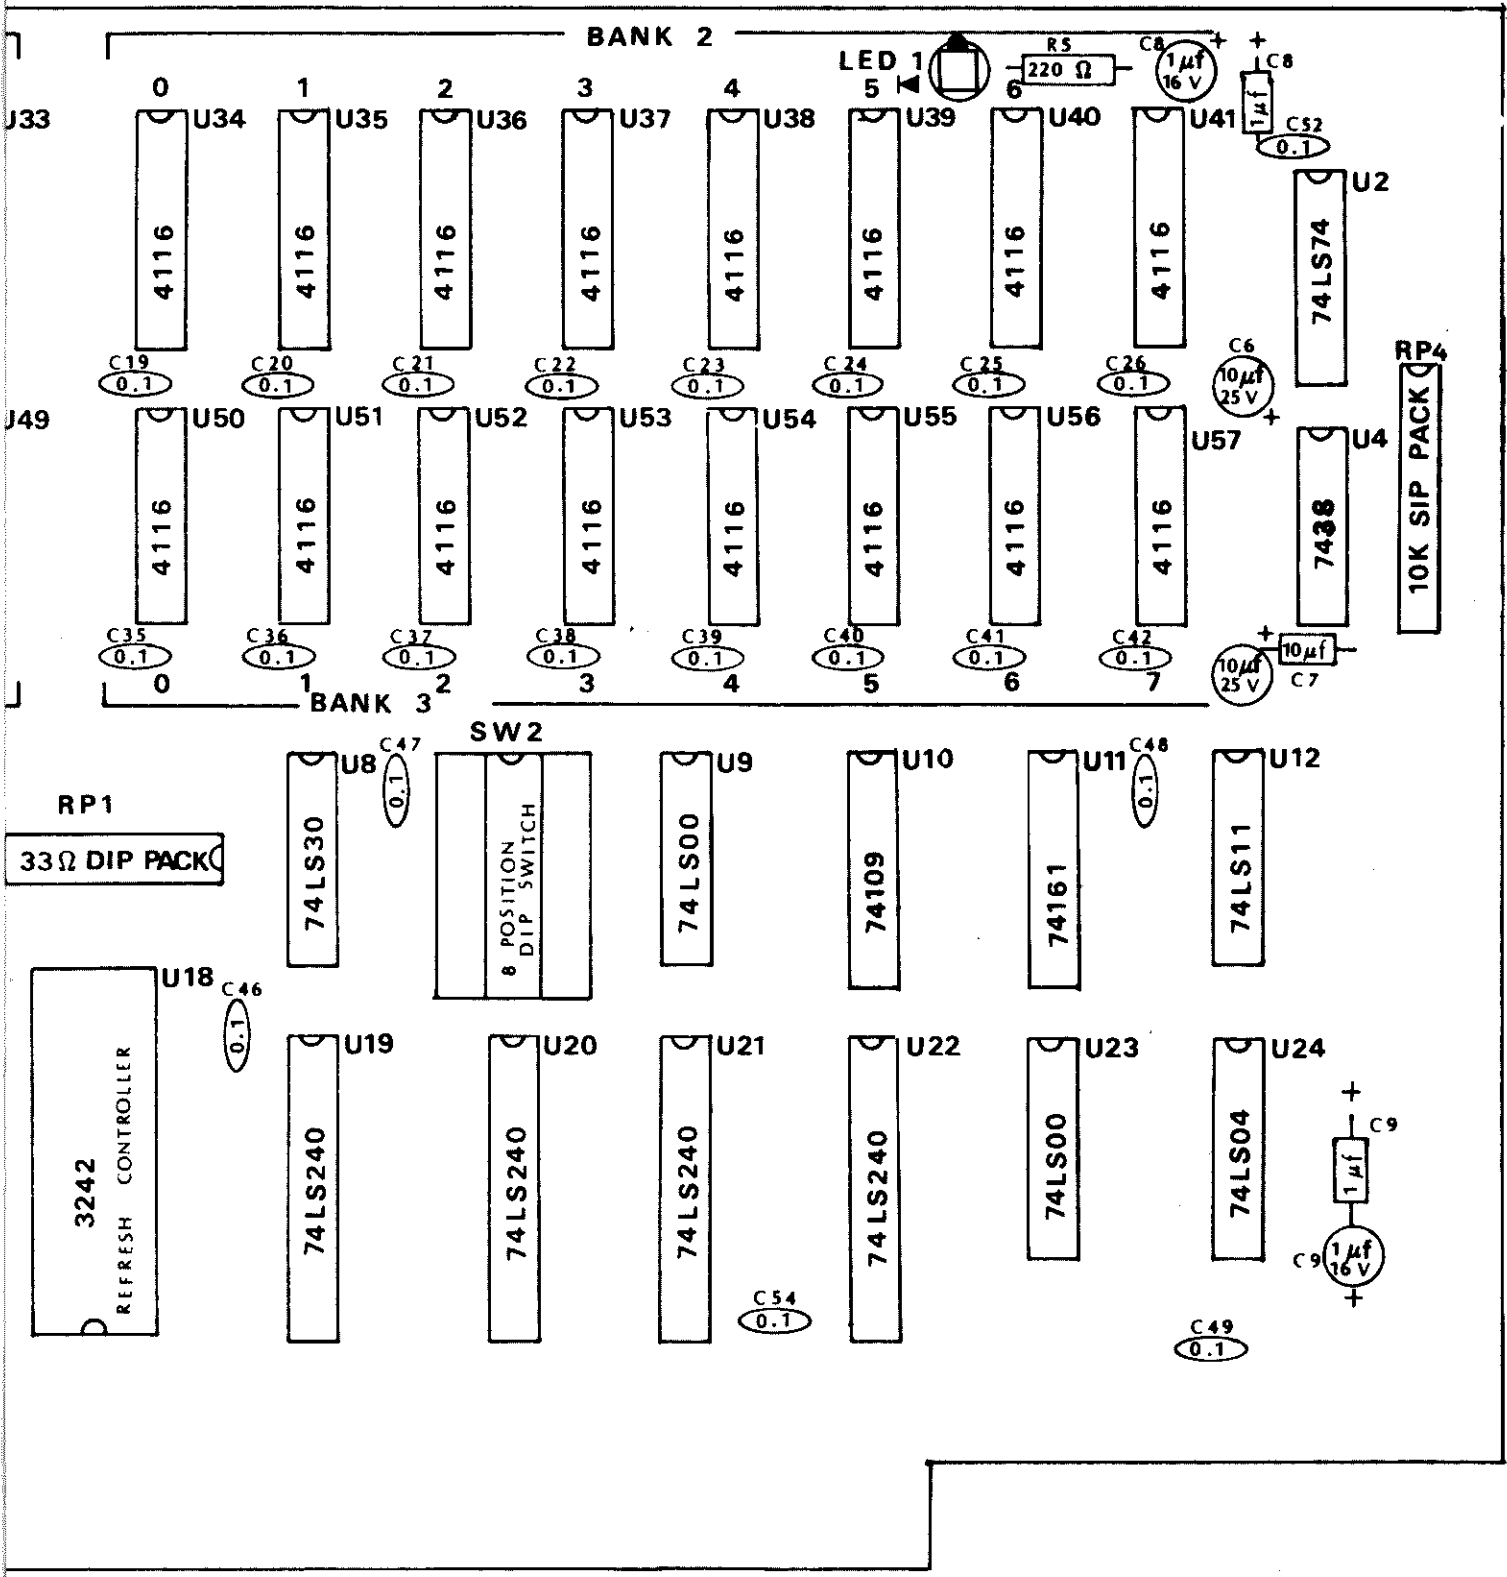 BANK 2
LED 1
R5
220 Ω
C8
1 µf
16 V
+
+
C8
1 µf
C52
0.1
0 1 2 3 4 5 6
U33 U34 U35 U36 U37 U38 U39 U40 U41
U2
4116 4116 4116 4116 4116 4116 4116 4116
74LS74
C19 C20 C21 C22 C23 C24 C25 C26
0.1 0.1 0.1 0.1 0.1 0.1 0.1 0.1
C6
10µf
25 V
+
RP4
10K SIP PACK
U49 U50 U51 U52 U53 U54 U55 U56 U57
U4
4116 4116 4116 4116 4116 4116 4116 4116
C35 C36 C37 C38 C39 C40 C41 C42
0.1 0.1 0.1 0.1 0.1 0.1 0.1 0.1
+
10µf
C7
10µf
25 V
0 1 2 3 4 5 6 7
BANK 3
SW2
8 POSITION
DIP SWITCH
U8
74LS30
C47
0.1
U9
74LS00
U10
74109
U11
74161
C48
0.1
U12
74LS11
RP1
33Ω DIP PACK
U18
3242
REFRESH CONTROLLER
C46
0.1
U19
74LS240
U20
74LS240
U21
74LS240
U22
74LS240
U23
74LS00
U24
74LS04
+
C9
1 µf
C9
1 µf
16 V
+
C54
0.1
C49
0.1